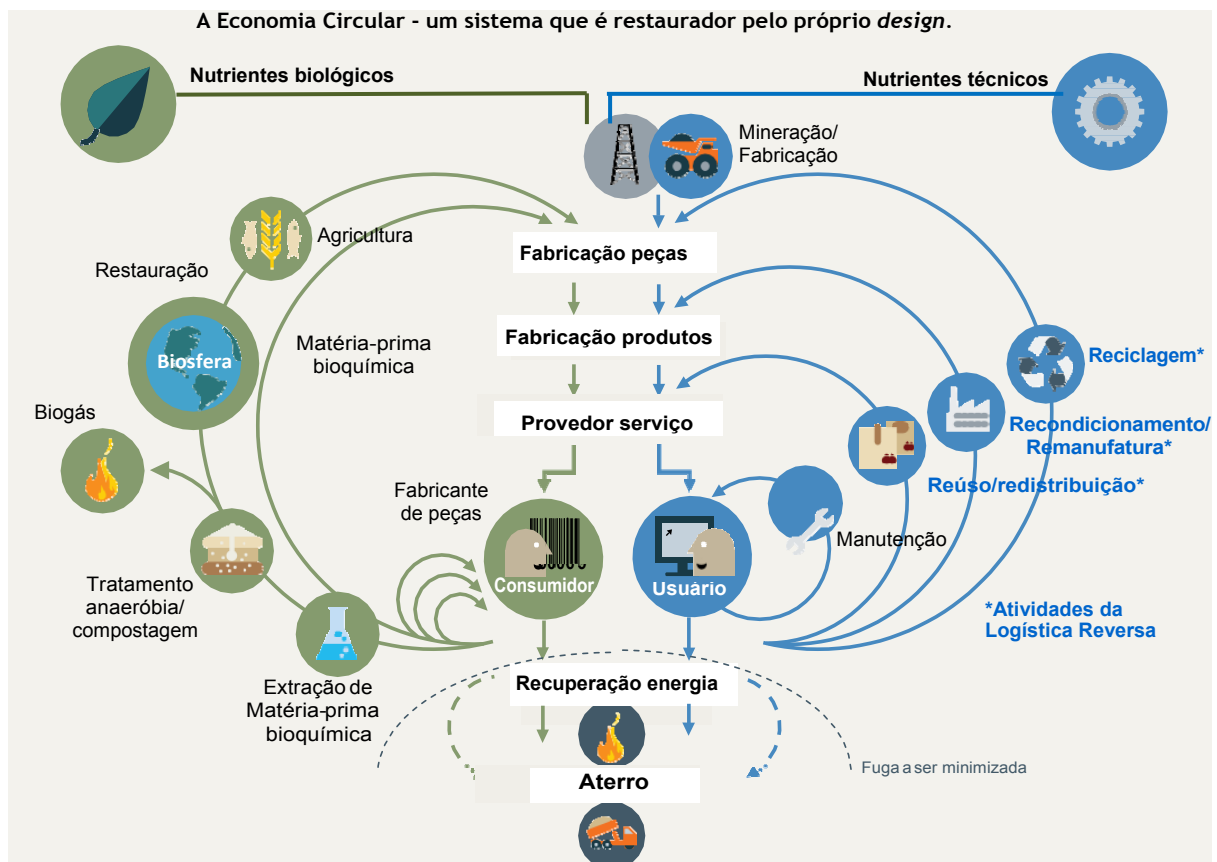 A Economia Circular - um sistema que é restaurador pelo próprio design.
Nutrientes biológicos
Nutrientes técnicos
Mineração/
Fabricação
Agricultura
Fabricação peças
Restauração
Fabricação produtos
Matéria-prima
bioquímica
Biosfera
Reciclagem*
Biogás
Provedor serviço
Recondicionamento/
Remanufatura*
Reúso/redistribuição*
Fabricante
de peças
Manutenção
Consumidor
Usuário
Tratamento
anaeróbia/
compostagem
*Atividades da
Logística Reversa
Extração de
Matéria-prima
bioquímica
Recuperação energia
Fuga a ser minimizada
Aterro